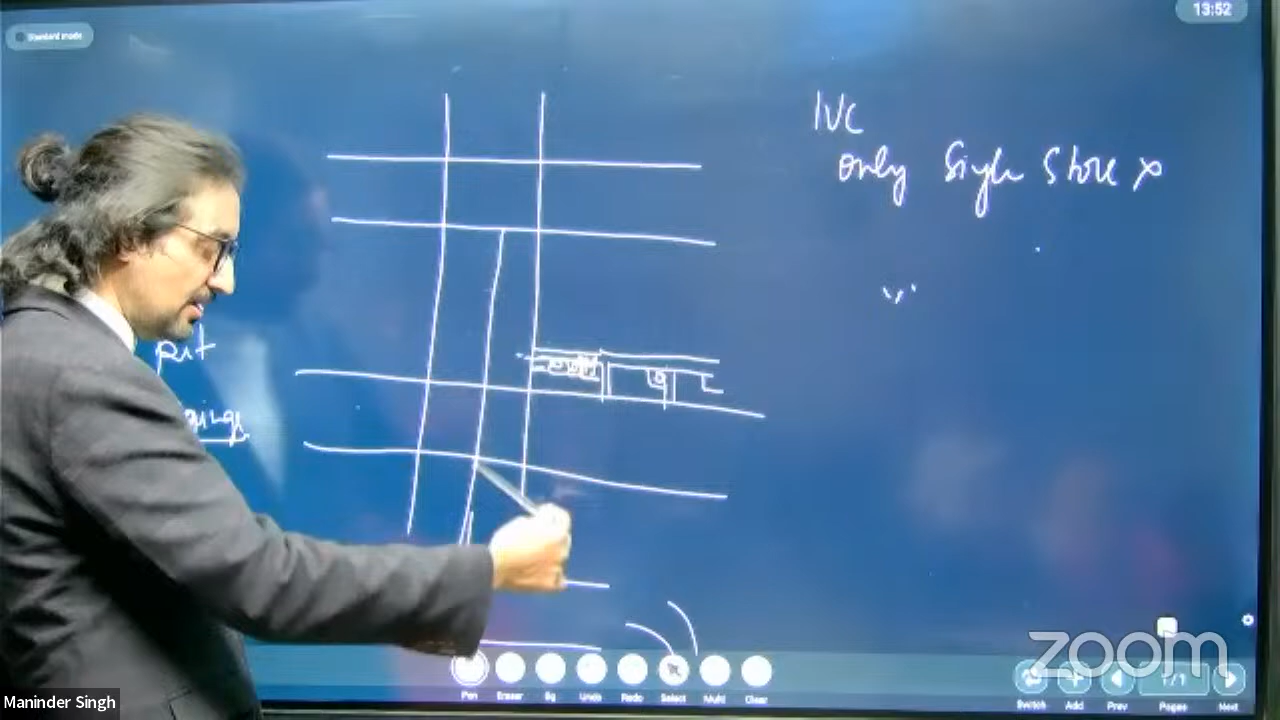 13:52
Standard mode
IVC
only Single Store x
pit
Pen Eraser Bg Undo Redo Select Multi Clear
Switch Add Prev 1/1 Pages Next
zoom
Maninder Singh